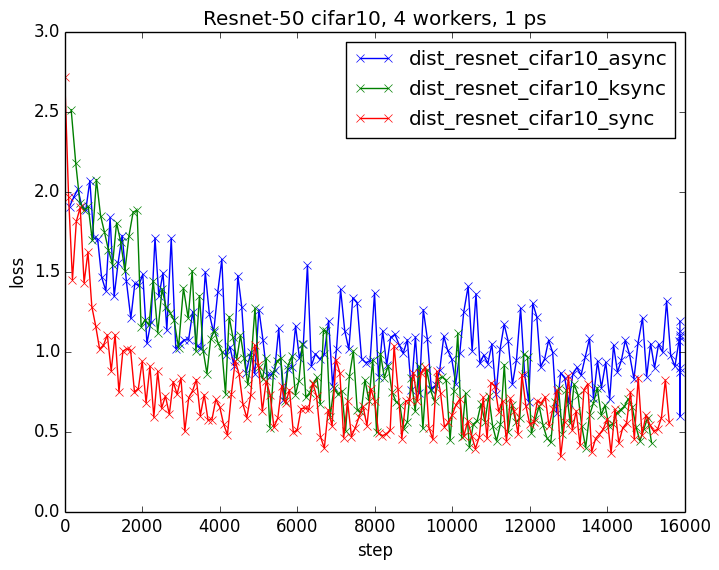 Resnet-50 cifar10, 4 workers, 1 ps
3.0
2.5
2.0
1.5
1.0
0.5
0.0
loss
dist_resnet_cifar10_async
dist_resnet_cifar10_ksync
dist_resnet_cifar10_sync
0 2000 4000 6000 8000 10000 12000 14000 16000
step